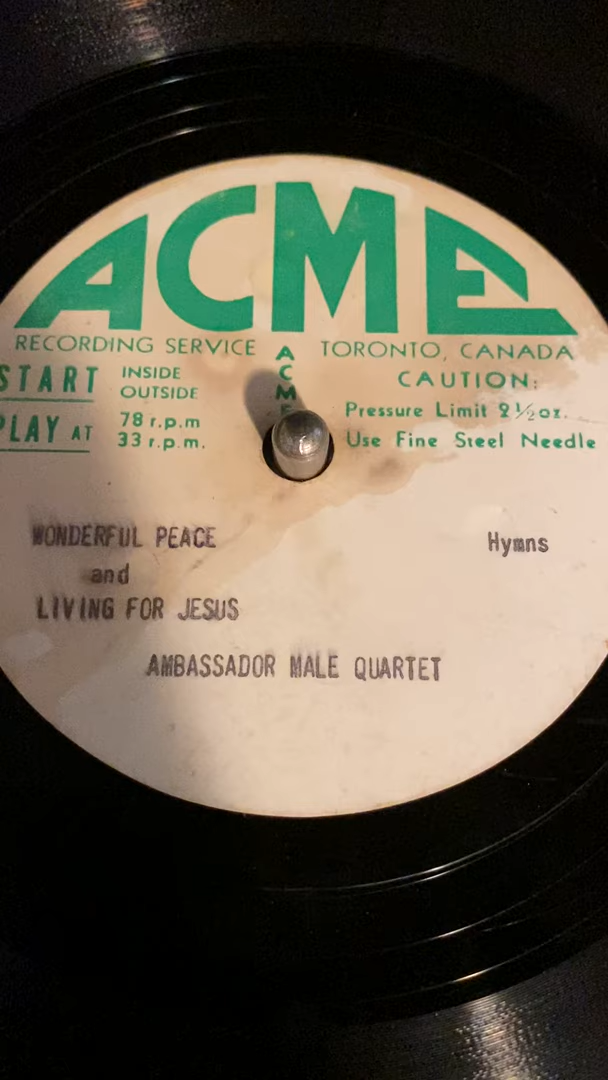 ACME
RECORDING SERVICE TORONTO, CANADA
ACME
START INSIDE
OUTSIDE
PLAY AT 78 r.p.m
33 r.p.m.
CAUTION:
Pressure Limit 2½oz.
Use Fine Steel Needle
WONDERFUL PEACE
and
LIVING FOR JESUS
Hymns
AMBASSADOR MALE QUARTET